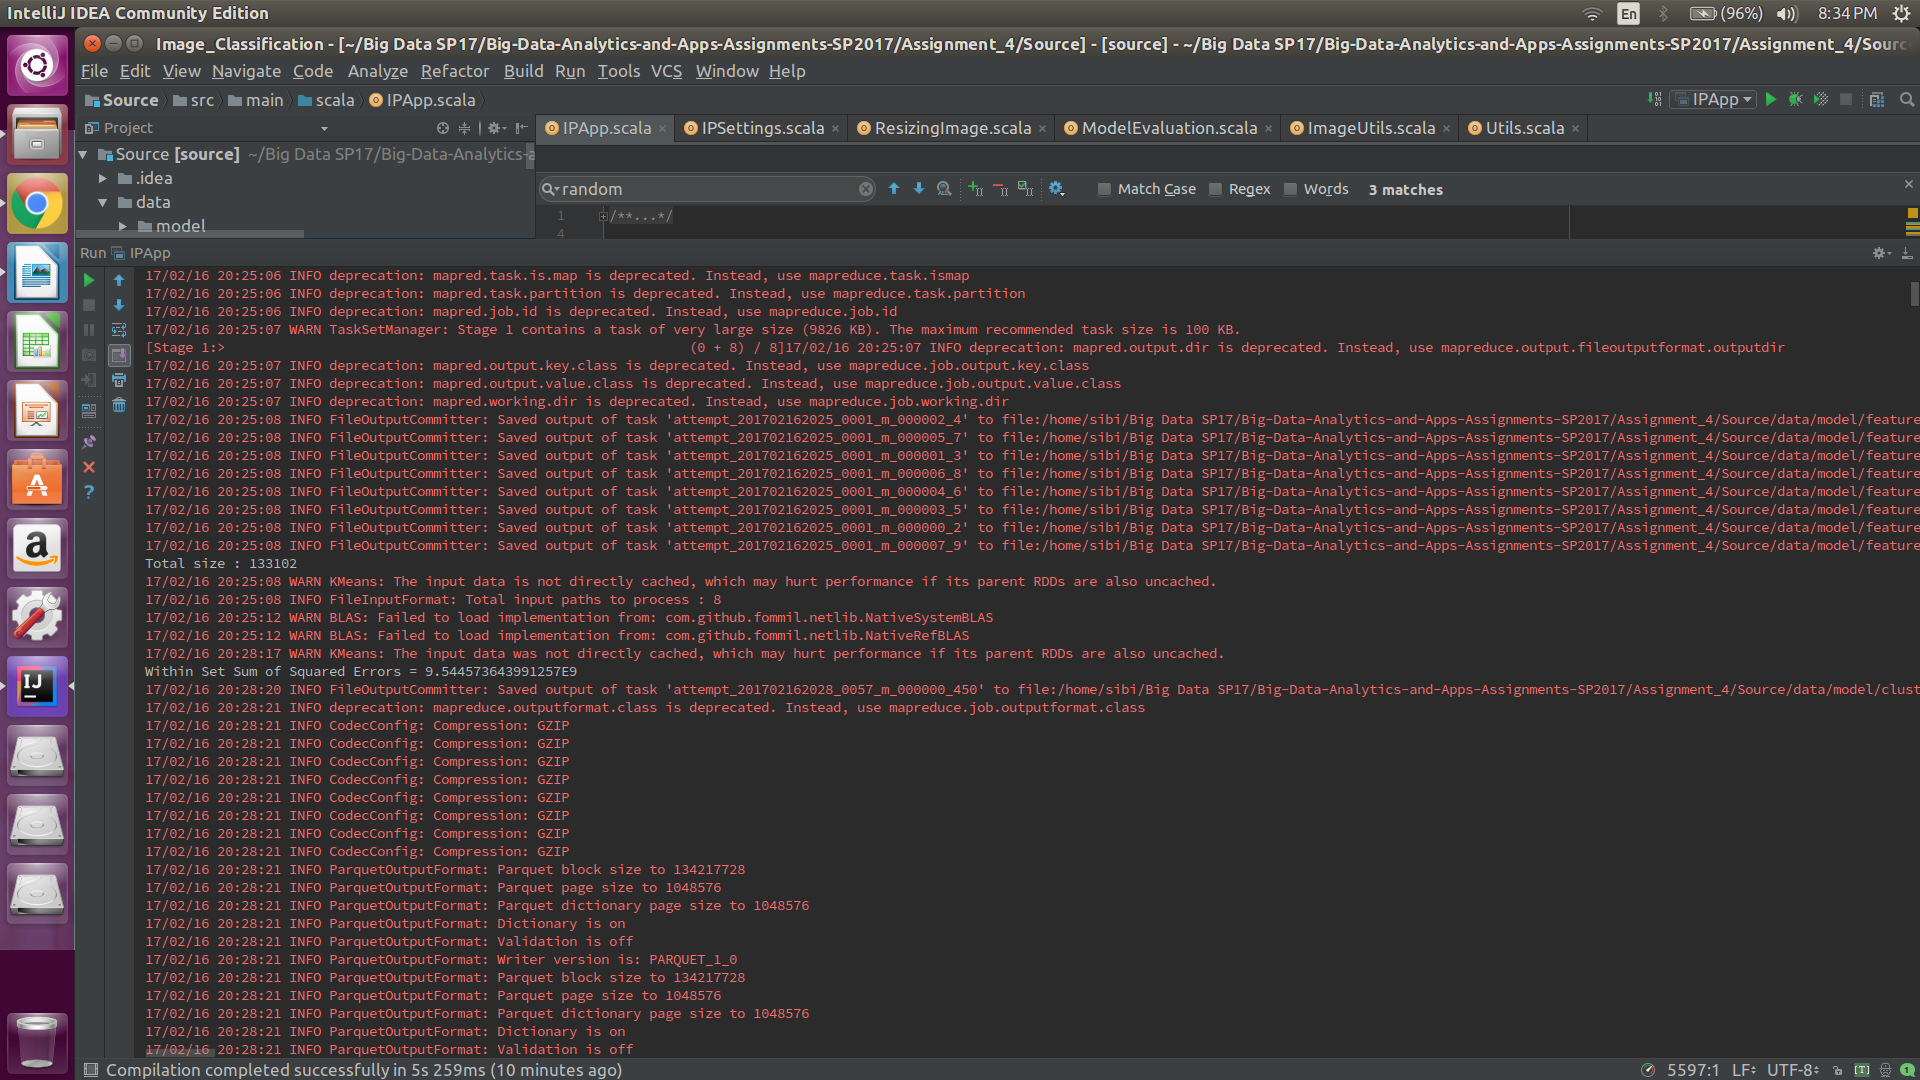 IntelliJ IDEA Community Edition
En
(96%)
8:34 PM
Image_Classification - [~/Big Data SP17/Big-Data-Analytics-and-Apps-Assignments-SP2017/Assignment_4/Source] - [source] - ~/Big Data SP17/Big-Data-Analytics-and-Apps-Assignments-SP2017/Assignment_4/Sourc
File Edit View Navigate Code Analyze Refactor Build Run Tools VCS Window Help
Source src main scala IPApp.scala
IPApp
Project
IPApp.scala IPSettings.scala ResizingImage.scala ModelEvaluation.scala ImageUtils.scala Utils.scala
Source [source] ~/Big Data SP17/Big-Data-Analytics-a
.idea
data
model
random
Match Case Regex Words 3 matches
1 /**...*/
4
Run IPApp
17/02/16 20:25:06 INFO deprecation: mapred.task.is.map is deprecated. Instead, use mapreduce.task.ismap
17/02/16 20:25:06 INFO deprecation: mapred.task.partition is deprecated. Instead, use mapreduce.task.partition
17/02/16 20:25:06 INFO deprecation: mapred.job.id is deprecated. Instead, use mapreduce.job.id
17/02/16 20:25:07 WARN TaskSetManager: Stage 1 contains a task of very large size (9826 KB). The maximum recommended task size is 100 KB.
[Stage 1:> (0 + 8) / 8]17/02/16 20:25:07 INFO deprecation: mapred.output.dir is deprecated. Instead, use mapreduce.output.fileoutputformat.outputdir
17/02/16 20:25:07 INFO deprecation: mapred.output.key.class is deprecated. Instead, use mapreduce.job.output.key.class
17/02/16 20:25:07 INFO deprecation: mapred.output.value.class is deprecated. Instead, use mapreduce.job.output.value.class
17/02/16 20:25:07 INFO deprecation: mapred.working.dir is deprecated. Instead, use mapreduce.job.working.dir
17/02/16 20:25:08 INFO FileOutputCommitter: Saved output of task 'attempt_201702162025_0001_m_000002_4' to file:/home/sibi/Big Data SP17/Big-Data-Analytics-and-Apps-Assignments-SP2017/Assignment_4/Source/data/model/feature
17/02/16 20:25:08 INFO FileOutputCommitter: Saved output of task 'attempt_201702162025_0001_m_000005_7' to file:/home/sibi/Big Data SP17/Big-Data-Analytics-and-Apps-Assignments-SP2017/Assignment_4/Source/data/model/feature
17/02/16 20:25:08 INFO FileOutputCommitter: Saved output of task 'attempt_201702162025_0001_m_000001_3' to file:/home/sibi/Big Data SP17/Big-Data-Analytics-and-Apps-Assignments-SP2017/Assignment_4/Source/data/model/feature
17/02/16 20:25:08 INFO FileOutputCommitter: Saved output of task 'attempt_201702162025_0001_m_000006_8' to file:/home/sibi/Big Data SP17/Big-Data-Analytics-and-Apps-Assignments-SP2017/Assignment_4/Source/data/model/feature
17/02/16 20:25:08 INFO FileOutputCommitter: Saved output of task 'attempt_201702162025_0001_m_000004_6' to file:/home/sibi/Big Data SP17/Big-Data-Analytics-and-Apps-Assignments-SP2017/Assignment_4/Source/data/model/feature
17/02/16 20:25:08 INFO FileOutputCommitter: Saved output of task 'attempt_201702162025_0001_m_000003_5' to file:/home/sibi/Big Data SP17/Big-Data-Analytics-and-Apps-Assignments-SP2017/Assignment_4/Source/data/model/feature
17/02/16 20:25:08 INFO FileOutputCommitter: Saved output of task 'attempt_201702162025_0001_m_000000_2' to file:/home/sibi/Big Data SP17/Big-Data-Analytics-and-Apps-Assignments-SP2017/Assignment_4/Source/data/model/feature
17/02/16 20:25:08 INFO FileOutputCommitter: Saved output of task 'attempt_201702162025_0001_m_000007_9' to file:/home/sibi/Big Data SP17/Big-Data-Analytics-and-Apps-Assignments-SP2017/Assignment_4/Source/data/model/feature
Total size : 133102
17/02/16 20:25:08 WARN KMeans: The input data is not directly cached, which may hurt performance if its parent RDDs are also uncached.
17/02/16 20:25:08 INFO FileInputFormat: Total input paths to process : 8
17/02/16 20:25:12 WARN BLAS: Failed to load implementation from: com.github.fommil.netlib.NativeSystemBLAS
17/02/16 20:25:12 WARN BLAS: Failed to load implementation from: com.github.fommil.netlib.NativeRefBLAS
17/02/16 20:28:17 WARN KMeans: The input data was not directly cached, which may hurt performance if its parent RDDs are also uncached.
Within Set Sum of Squared Errors = 9.544573643991257E9
17/02/16 20:28:20 INFO FileOutputCommitter: Saved output of task 'attempt_201702162028_0057_m_000000_450' to file:/home/sibi/Big Data SP17/Big-Data-Analytics-and-Apps-Assignments-SP2017/Assignment_4/Source/data/model/clust
17/02/16 20:28:21 INFO deprecation: mapreduce.outputformat.class is deprecated. Instead, use mapreduce.job.outputformat.class
17/02/16 20:28:21 INFO CodecConfig: Compression: GZIP
17/02/16 20:28:21 INFO CodecConfig: Compression: GZIP
17/02/16 20:28:21 INFO CodecConfig: Compression: GZIP
17/02/16 20:28:21 INFO CodecConfig: Compression: GZIP
17/02/16 20:28:21 INFO CodecConfig: Compression: GZIP
17/02/16 20:28:21 INFO CodecConfig: Compression: GZIP
17/02/16 20:28:21 INFO CodecConfig: Compression: GZIP
17/02/16 20:28:21 INFO CodecConfig: Compression: GZIP
17/02/16 20:28:21 INFO ParquetOutputFormat: Parquet block size to 134217728
17/02/16 20:28:21 INFO ParquetOutputFormat: Parquet page size to 1048576
17/02/16 20:28:21 INFO ParquetOutputFormat: Parquet dictionary page size to 1048576
17/02/16 20:28:21 INFO ParquetOutputFormat: Dictionary is on
17/02/16 20:28:21 INFO ParquetOutputFormat: Validation is off
17/02/16 20:28:21 INFO ParquetOutputFormat: Writer version is: PARQUET_1_0
17/02/16 20:28:21 INFO ParquetOutputFormat: Parquet block size to 134217728
17/02/16 20:28:21 INFO ParquetOutputFormat: Parquet page size to 1048576
17/02/16 20:28:21 INFO ParquetOutputFormat: Parquet dictionary page size to 1048576
17/02/16 20:28:21 INFO ParquetOutputFormat: Dictionary is on
17/02/16 20:28:21 INFO ParquetOutputFormat: Validation is off
Compilation completed successfully in 5s 259ms (10 minutes ago)
5597:1 LF÷ UTF-8÷